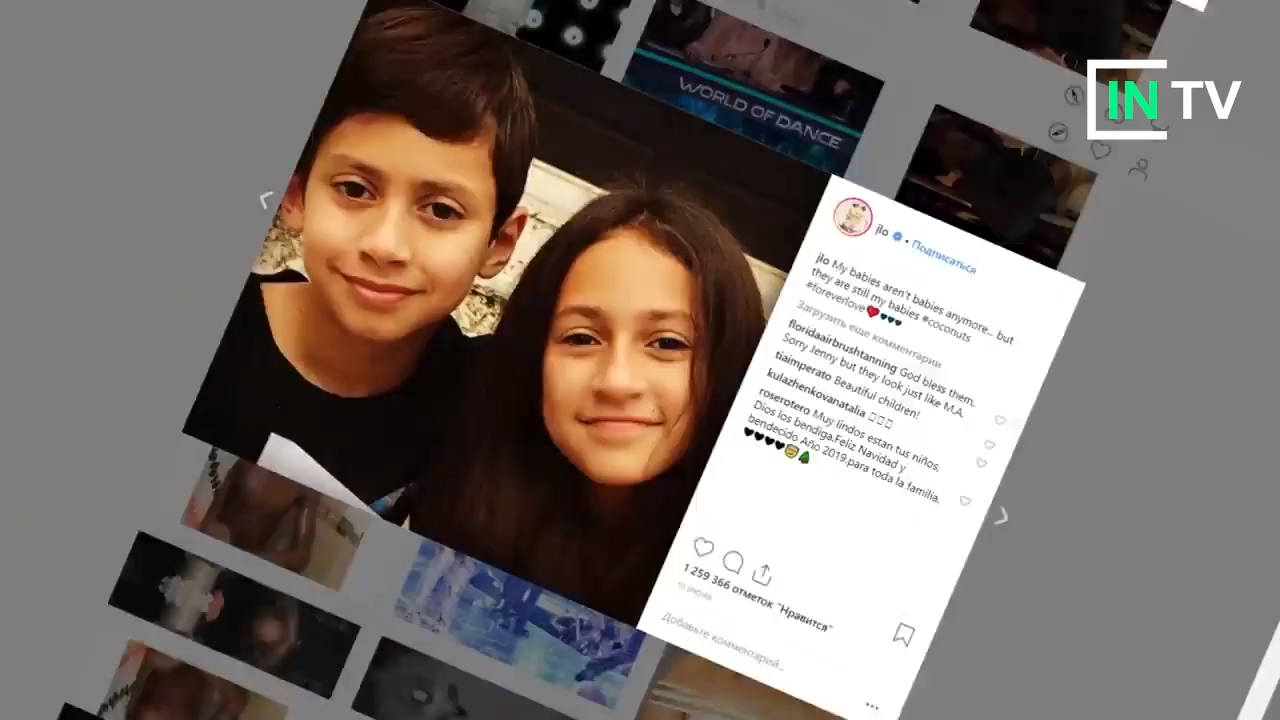 IN TV
WORLD OF DANCE
jlo • Подписаться
jlo My babies aren't babies anymore... but
they are still my babies #coconuts
#foreverlove❤️🖤🖤🖤
Загрузить еще комментарии
floridaairbrushtanning God bless them.
Sorry Jenny but they look just like M.A.
tiaimperato Beautiful children!
kulazhenkovanatalia
roserotero Muy lindos estan tus niños,
Dios los bendiga.Feliz Navidad y
bendecido Año 2019 para toda la familia.
🖤🖤🖤🖤
1 259 366 отметок "Нравится"
Добавьте комментарий...